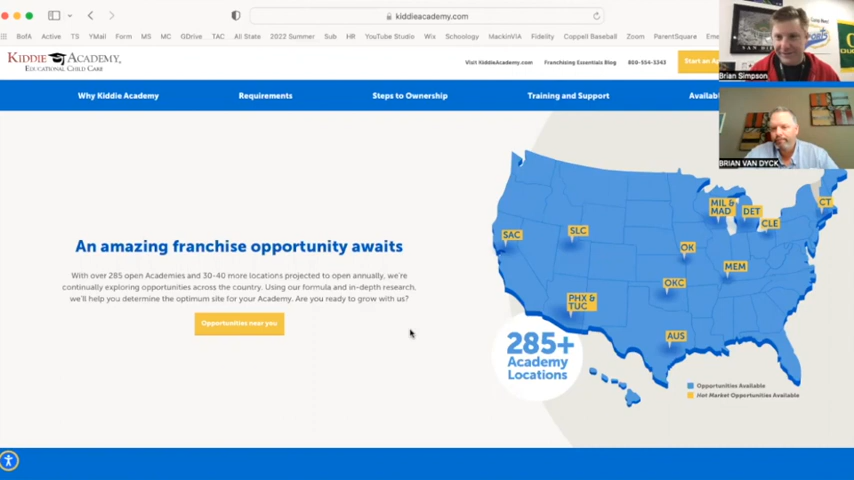 kiddieacademy.com
BofA Active TS YMail Form MS MC GDrive TAC All State 2022 Summer Sub HR YouTube Studio Wix Schoology MackinVIA Fidelity Coppell Baseball Zoom ParentSquare
KIDDIE ACADEMY
EDUCATIONAL CHILD CARE
Visit KiddieAcademy.com Franchising Essentials Blog 800-554-3343 Start an
Why Kiddie Academy Requirements Steps to Ownership Training and Support
Brian Simpson
BRIAN VAN DYCK
An amazing franchise opportunity awaits
With over 285 open Academies and 30-40 more locations projected to open annually, we're
continually exploring opportunities across the country. Using our formula and in-depth research,
we'll help you determine the optimum site for your Academy. Are you ready to grow with us?
Opportunities near you
SAC
SLC
PHX &
TUC
OK
OKC
AUS
MEM
MIL &
MAD
DET
CLE
CT
285+
Academy
Locations
Opportunities Available
Hot Market Opportunities Available